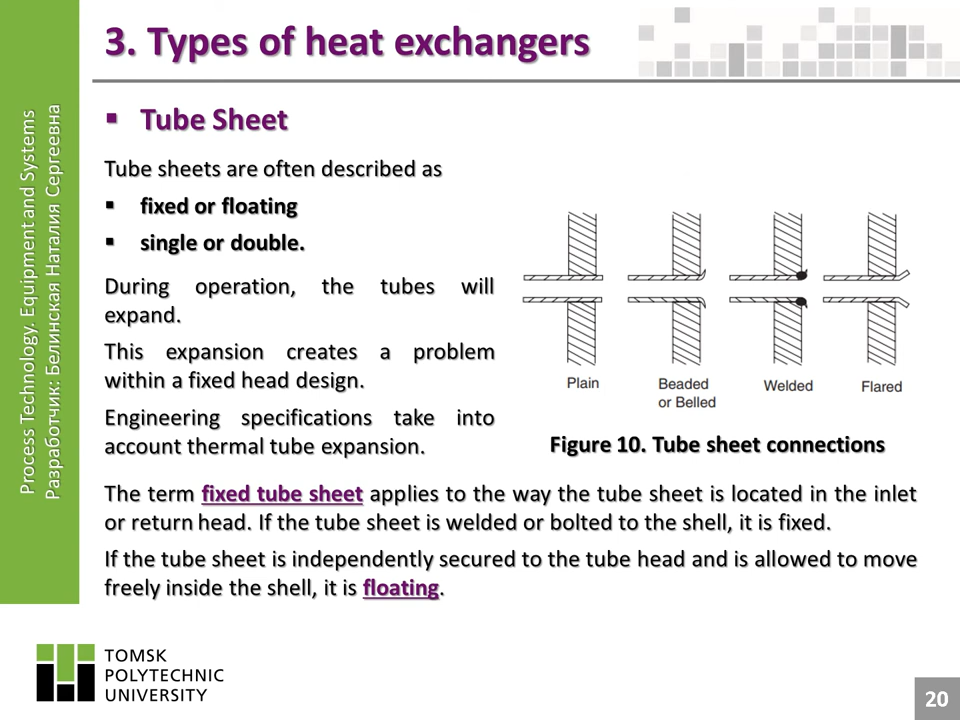 3. Types of heat exchangers
Process Technology. Equipment and Systems
Разработчик: Белинская Наталия Сергеевна
▪ Tube Sheet
Tube sheets are often described as
▪ fixed or floating
▪ single or double.
During operation, the tubes will
expand.
This expansion creates a problem
within a fixed head design.
Engineering specifications take into
account thermal tube expansion.
Plain
Beaded
or Belled
Welded
Flared
Figure 10. Tube sheet connections
The term fixed tube sheet applies to the way the tube sheet is located in the inlet
or return head. If the tube sheet is welded or bolted to the shell, it is fixed.
If the tube sheet is independently secured to the tube head and is allowed to move
freely inside the shell, it is floating.
TOMSK
POLYTECHNIC
UNIVERSITY
20